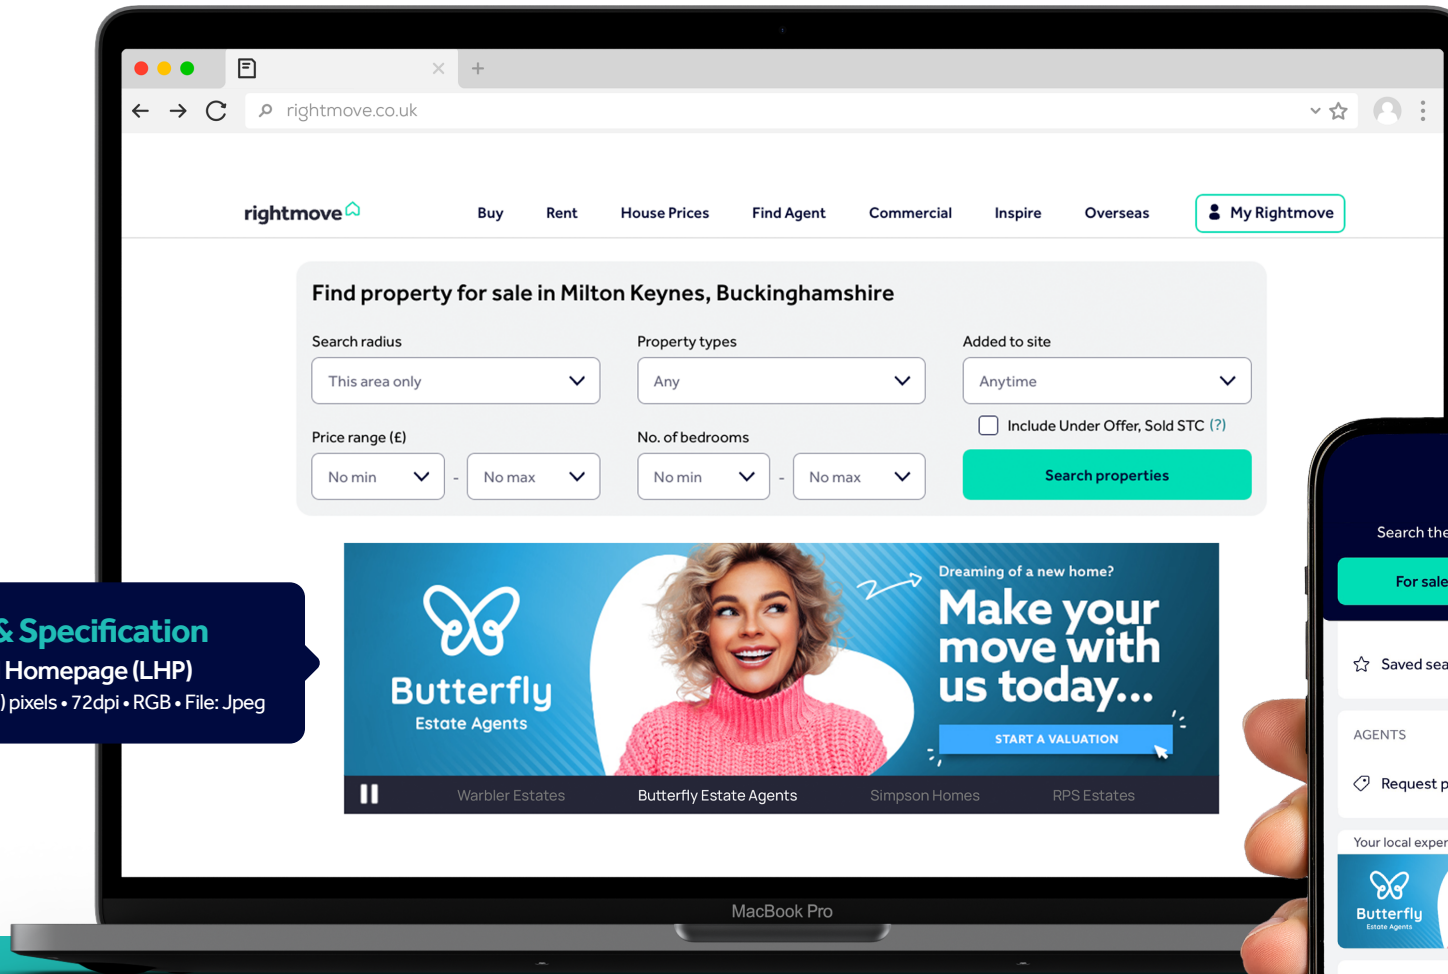 rightmove.co.uk
rightmove
Buy Rent House Prices Find Agent Commercial Inspire Overseas My Rightmove
Find property for sale in Milton Keynes, Buckinghamshire
Search radius Property types Added to site
This area only Any Anytime
Include Under Offer, Sold STC (?)
Price range (£) No. of bedrooms
No min - No max No min - No max Search properties
Butterfly
Estate Agents
Dreaming of a new home?
Make your
move with
us today...
START A VALUATION
Warbler Estates Butterfly Estate Agents Simpson Homes RPS Estates
MacBook Pro
& Specification
Homepage (LHP)
) pixels • 72dpi • RGB • File: Jpeg
Search the
For sale
Saved sea
AGENTS
Request p
Your local exper
Butterfly
Estate Agents